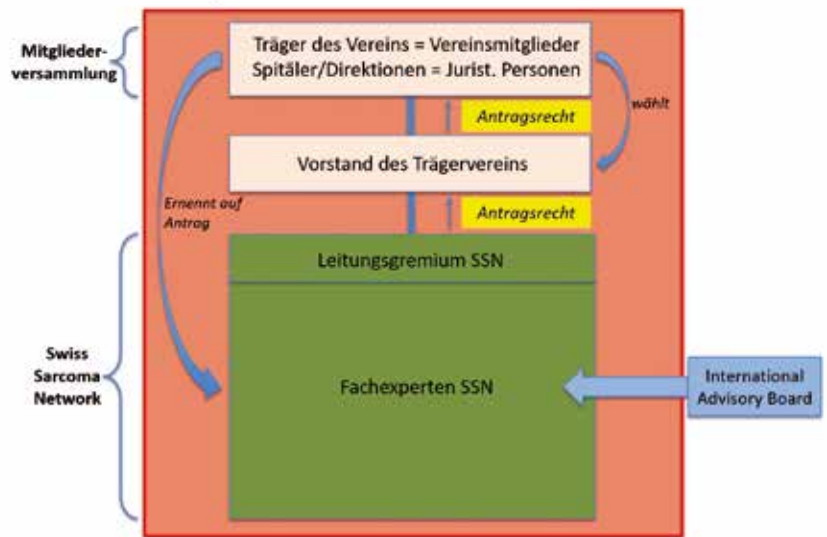 Mitglieder-
versammlung
Träger des Vereins = Vereinsmitglieder
Spitäler/Direktionen = Jurist. Personen
wählt
Antragsrecht
Vorstand des Trägervereins
Ernennt auf
Antrag
Antragsrecht
Leitungsgremium SSN
Swiss
Sarcoma
Network
Fachexperten SSN
International
Advisory Board